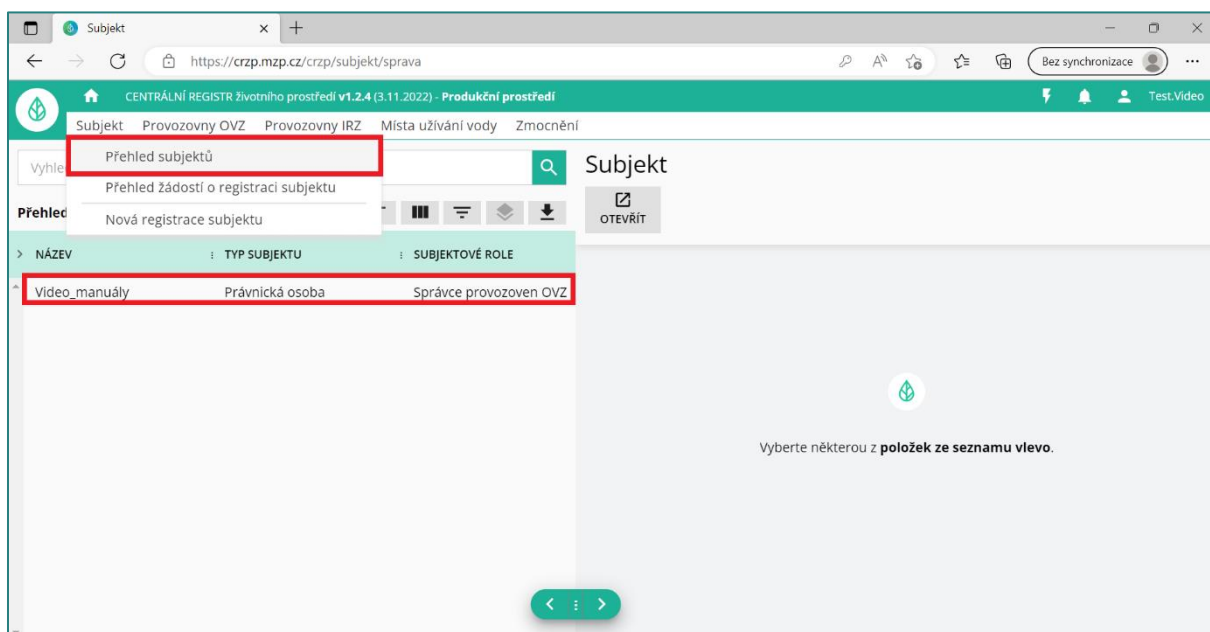 Subjekt
https://crzp.mzp.cz/crzp/subjekt/sprava
Bez synchronizace
CENTRÁLNÍ REGISTR životního prostředí v1.2.4 (3.11.2022) - Produkční prostředí
Test.Video
Subjekt Provozovny OVZ Provozovny IRZ Místa užívání vody Zmocnění
Přehled subjektů
Přehled žádostí o registraci subjektu
Nová registrace subjektu
Vyhle
Přehled
Subjekt
OTEVŘÍT
NÁZEV TYP SUBJEKTU SUBJEKTOVÉ ROLE
Video_manuály Právnická osoba Správce provozoven OVZ
Vyberte některou z položek ze seznamu vlevo.